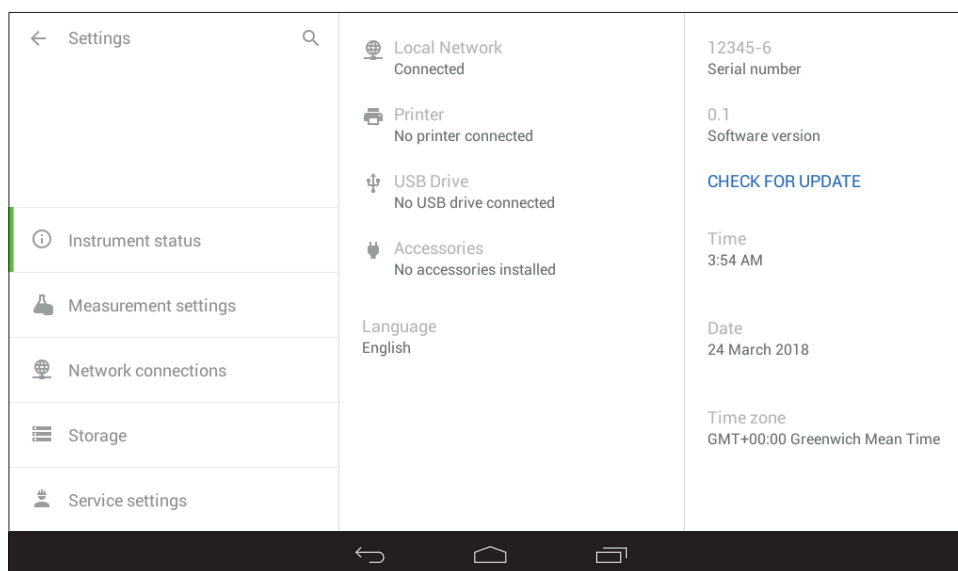 Settings
Instrument status
Measurement settings
Network connections
Storage
Service settings
Local Network
Connected
Printer
No printer connected
USB Drive
No USB drive connected
Accessories
No accessories installed
Language
English
12345-6
Serial number
0.1
Software version
CHECK FOR UPDATE
Time
3:54 AM
Date
24 March 2018
Time zone
GMT+00:00 Greenwich Mean Time